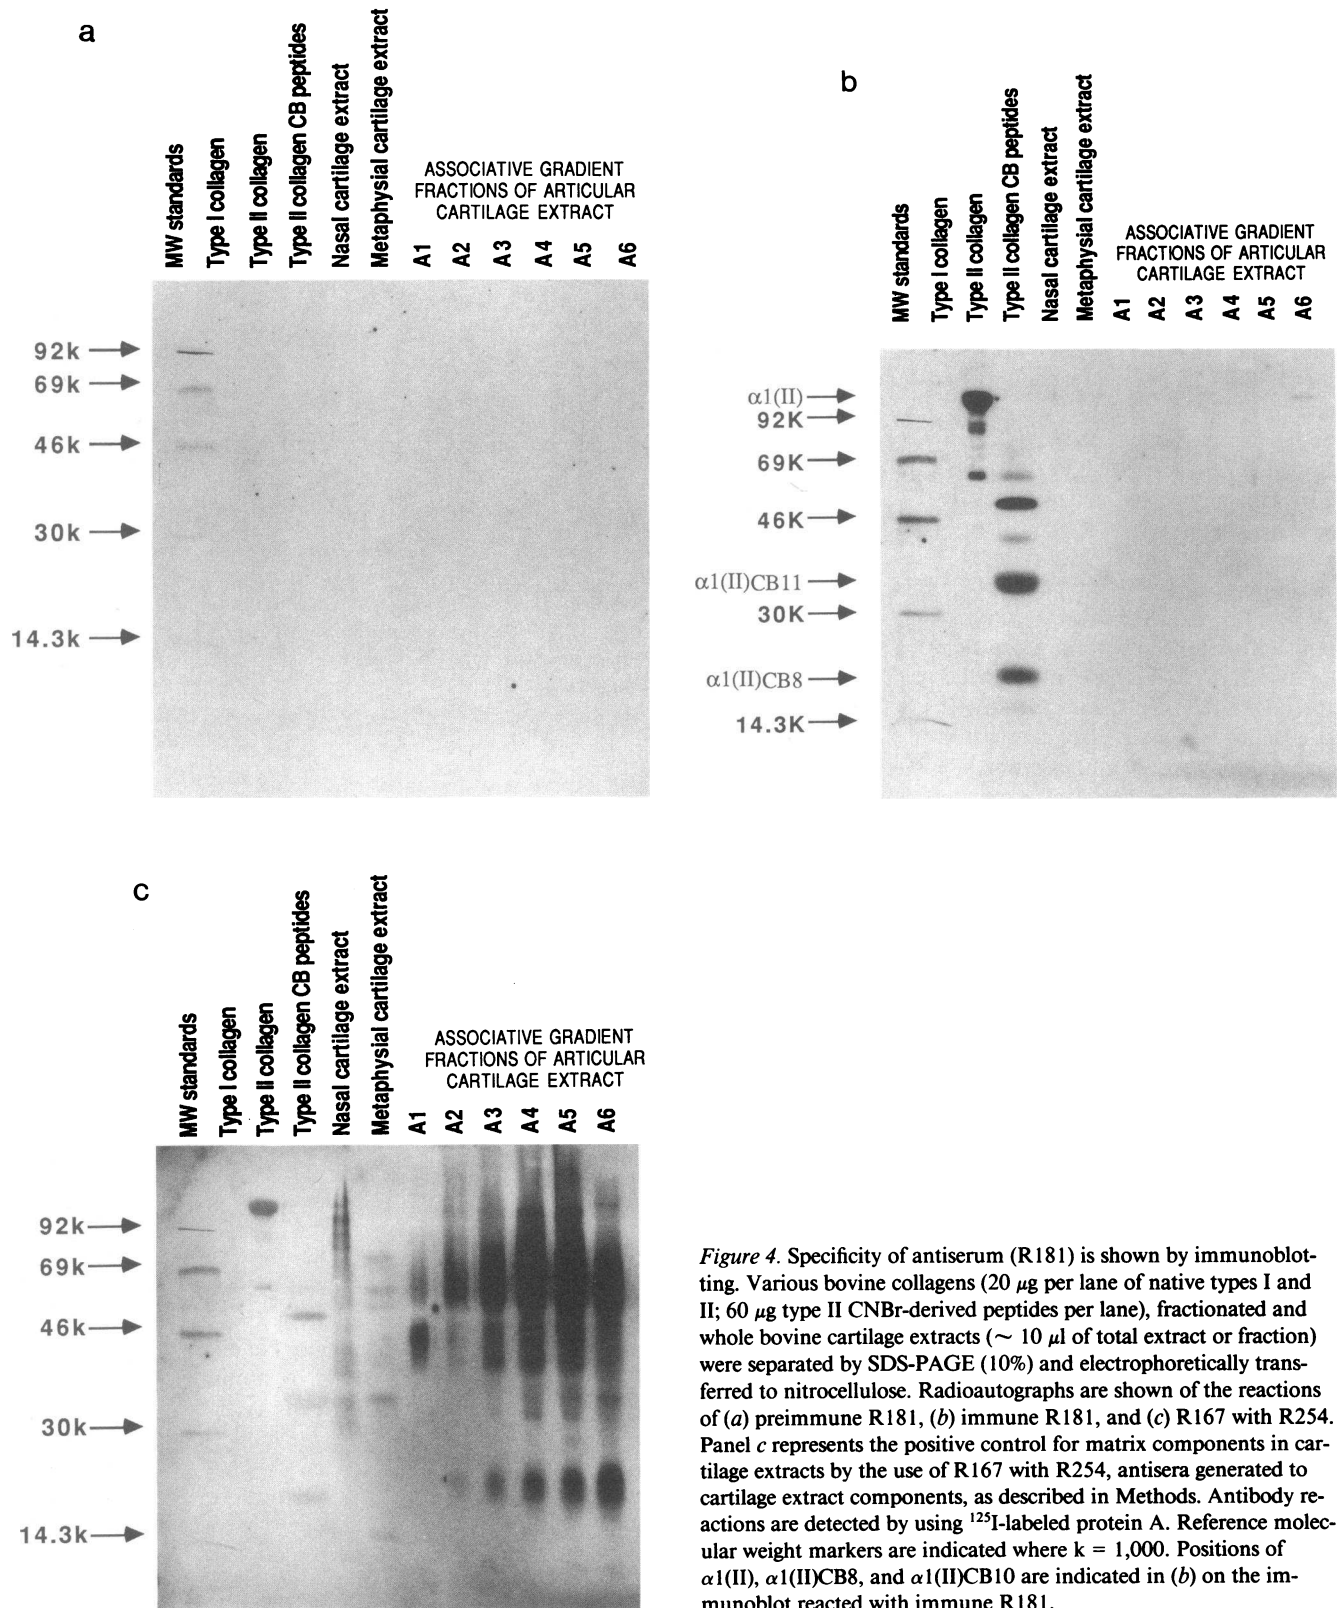 a
MW standards
Type I collagen
Type II collagen
Type II collagen CB peptides
Nasal cartilage extract
Metaphysial cartilage extract
ASSOCIATIVE GRADIENT
FRACTIONS OF ARTICULAR
CARTILAGE EXTRACT
A1
A2
A3
A4
A5
A6
92k
69k
46k
30k
14.3k
b
MW standards
Type I collagen
Type II collagen
Type II collagen CB peptides
Nasal cartilage extract
Metaphysial cartilage extract
ASSOCIATIVE GRADIENT
FRACTIONS OF ARTICULAR
CARTILAGE EXTRACT
A1
A2
A3
A4
A5
A6
α1(II)
92K
69K
46K
α1(II)CB11
30K
α1(II)CB8
14.3K
c
MW standards
Type I collagen
Type II collagen
Type II collagen CB peptides
Nasal cartilage extract
Metaphysial cartilage extract
ASSOCIATIVE GRADIENT
FRACTIONS OF ARTICULAR
CARTILAGE EXTRACT
A1
A2
A3
A4
A5
A6
92k
69k
46k
30k
14.3k
Figure 4. Specificity of antiserum (R181) is shown by immunoblot-
ting. Various bovine collagens (20 μg per lane of native types I and
II; 60 μg type II CNBr-derived peptides per lane), fractionated and
whole bovine cartilage extracts (~ 10 μl of total extract or fraction)
were separated by SDS-PAGE (10%) and electrophoretically trans-
ferred to nitrocellulose. Radioautographs are shown of the reactions
of (a) preimmune R181, (b) immune R181, and (c) R167 with R254.
Panel c represents the positive control for matrix components in car-
tilage extracts by the use of R167 with R254, antisera generated to
cartilage extract components, as described in Methods. Antibody re-
actions are detected by using ¹²⁵I-labeled protein A. Reference molec-
ular weight markers are indicated where k = 1,000. Positions of
α1(II), α1(II)CB8, and α1(II)CB10 are indicated in (b) on the im-
munoblot reacted with immune R181.